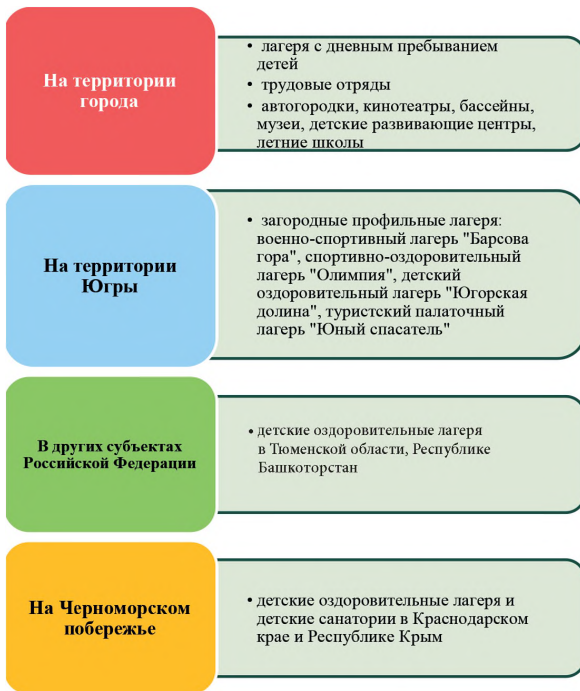 На территории
города
• лагеря с дневным пребыванием
детей
• трудовые отряды
• автогородки, кинотеатры, бассейны,
музеи, детские развивающие центры,
летние школы
На территории
Югры
• загородные профильные лагеря:
военно-спортивный лагерь "Барсова
гора", спортивно-оздоровительный
лагерь "Олимпия", детский
оздоровительный лагерь "Югорская
долина", туристский палаточный
лагерь "Юный спасатель"
В других субъектах
Российской Федерации
• детские оздоровительные лагеря
в Тюменской области, Республике
Башкоторстан
На Черноморском
побережье
• детские оздоровительные лагеря и
детские санатории в Краснодарском
крае и Республике Крым